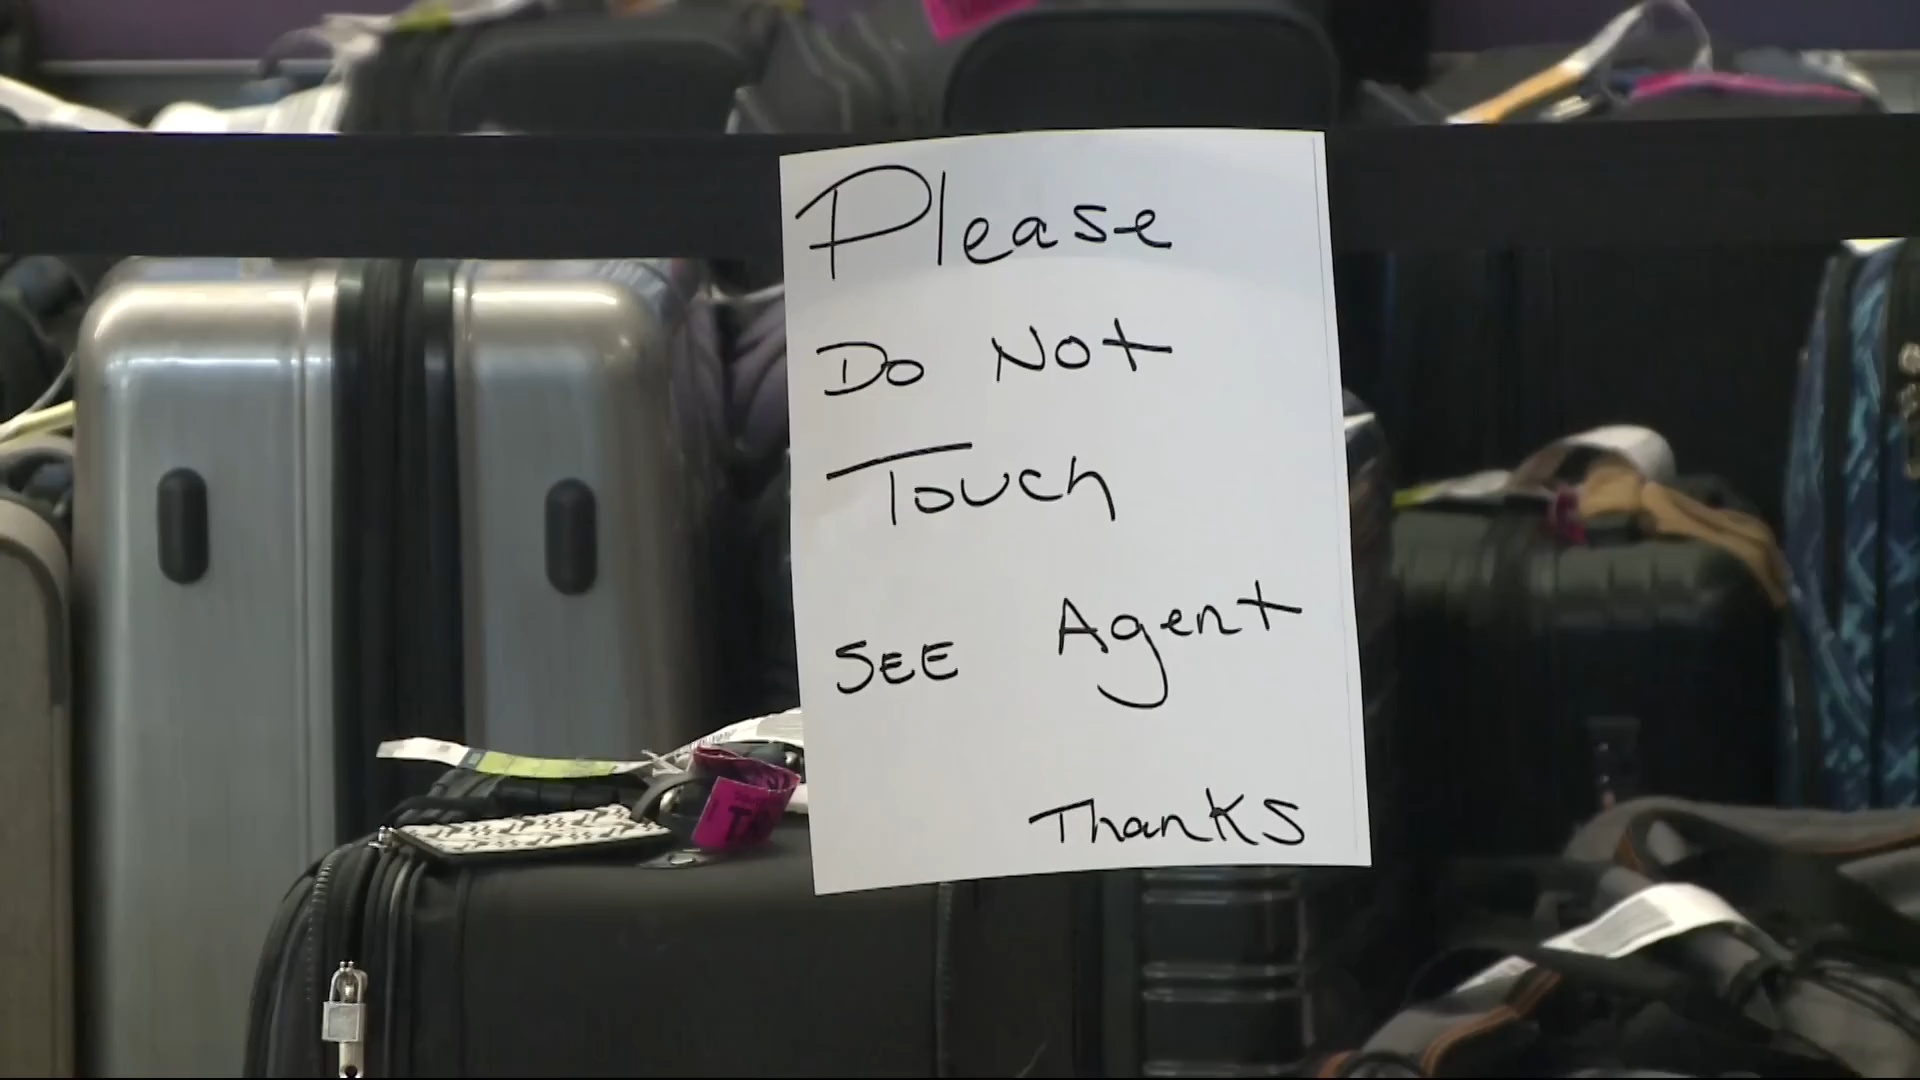 Please
Do Not
Touch
SEE Agent
Thanks